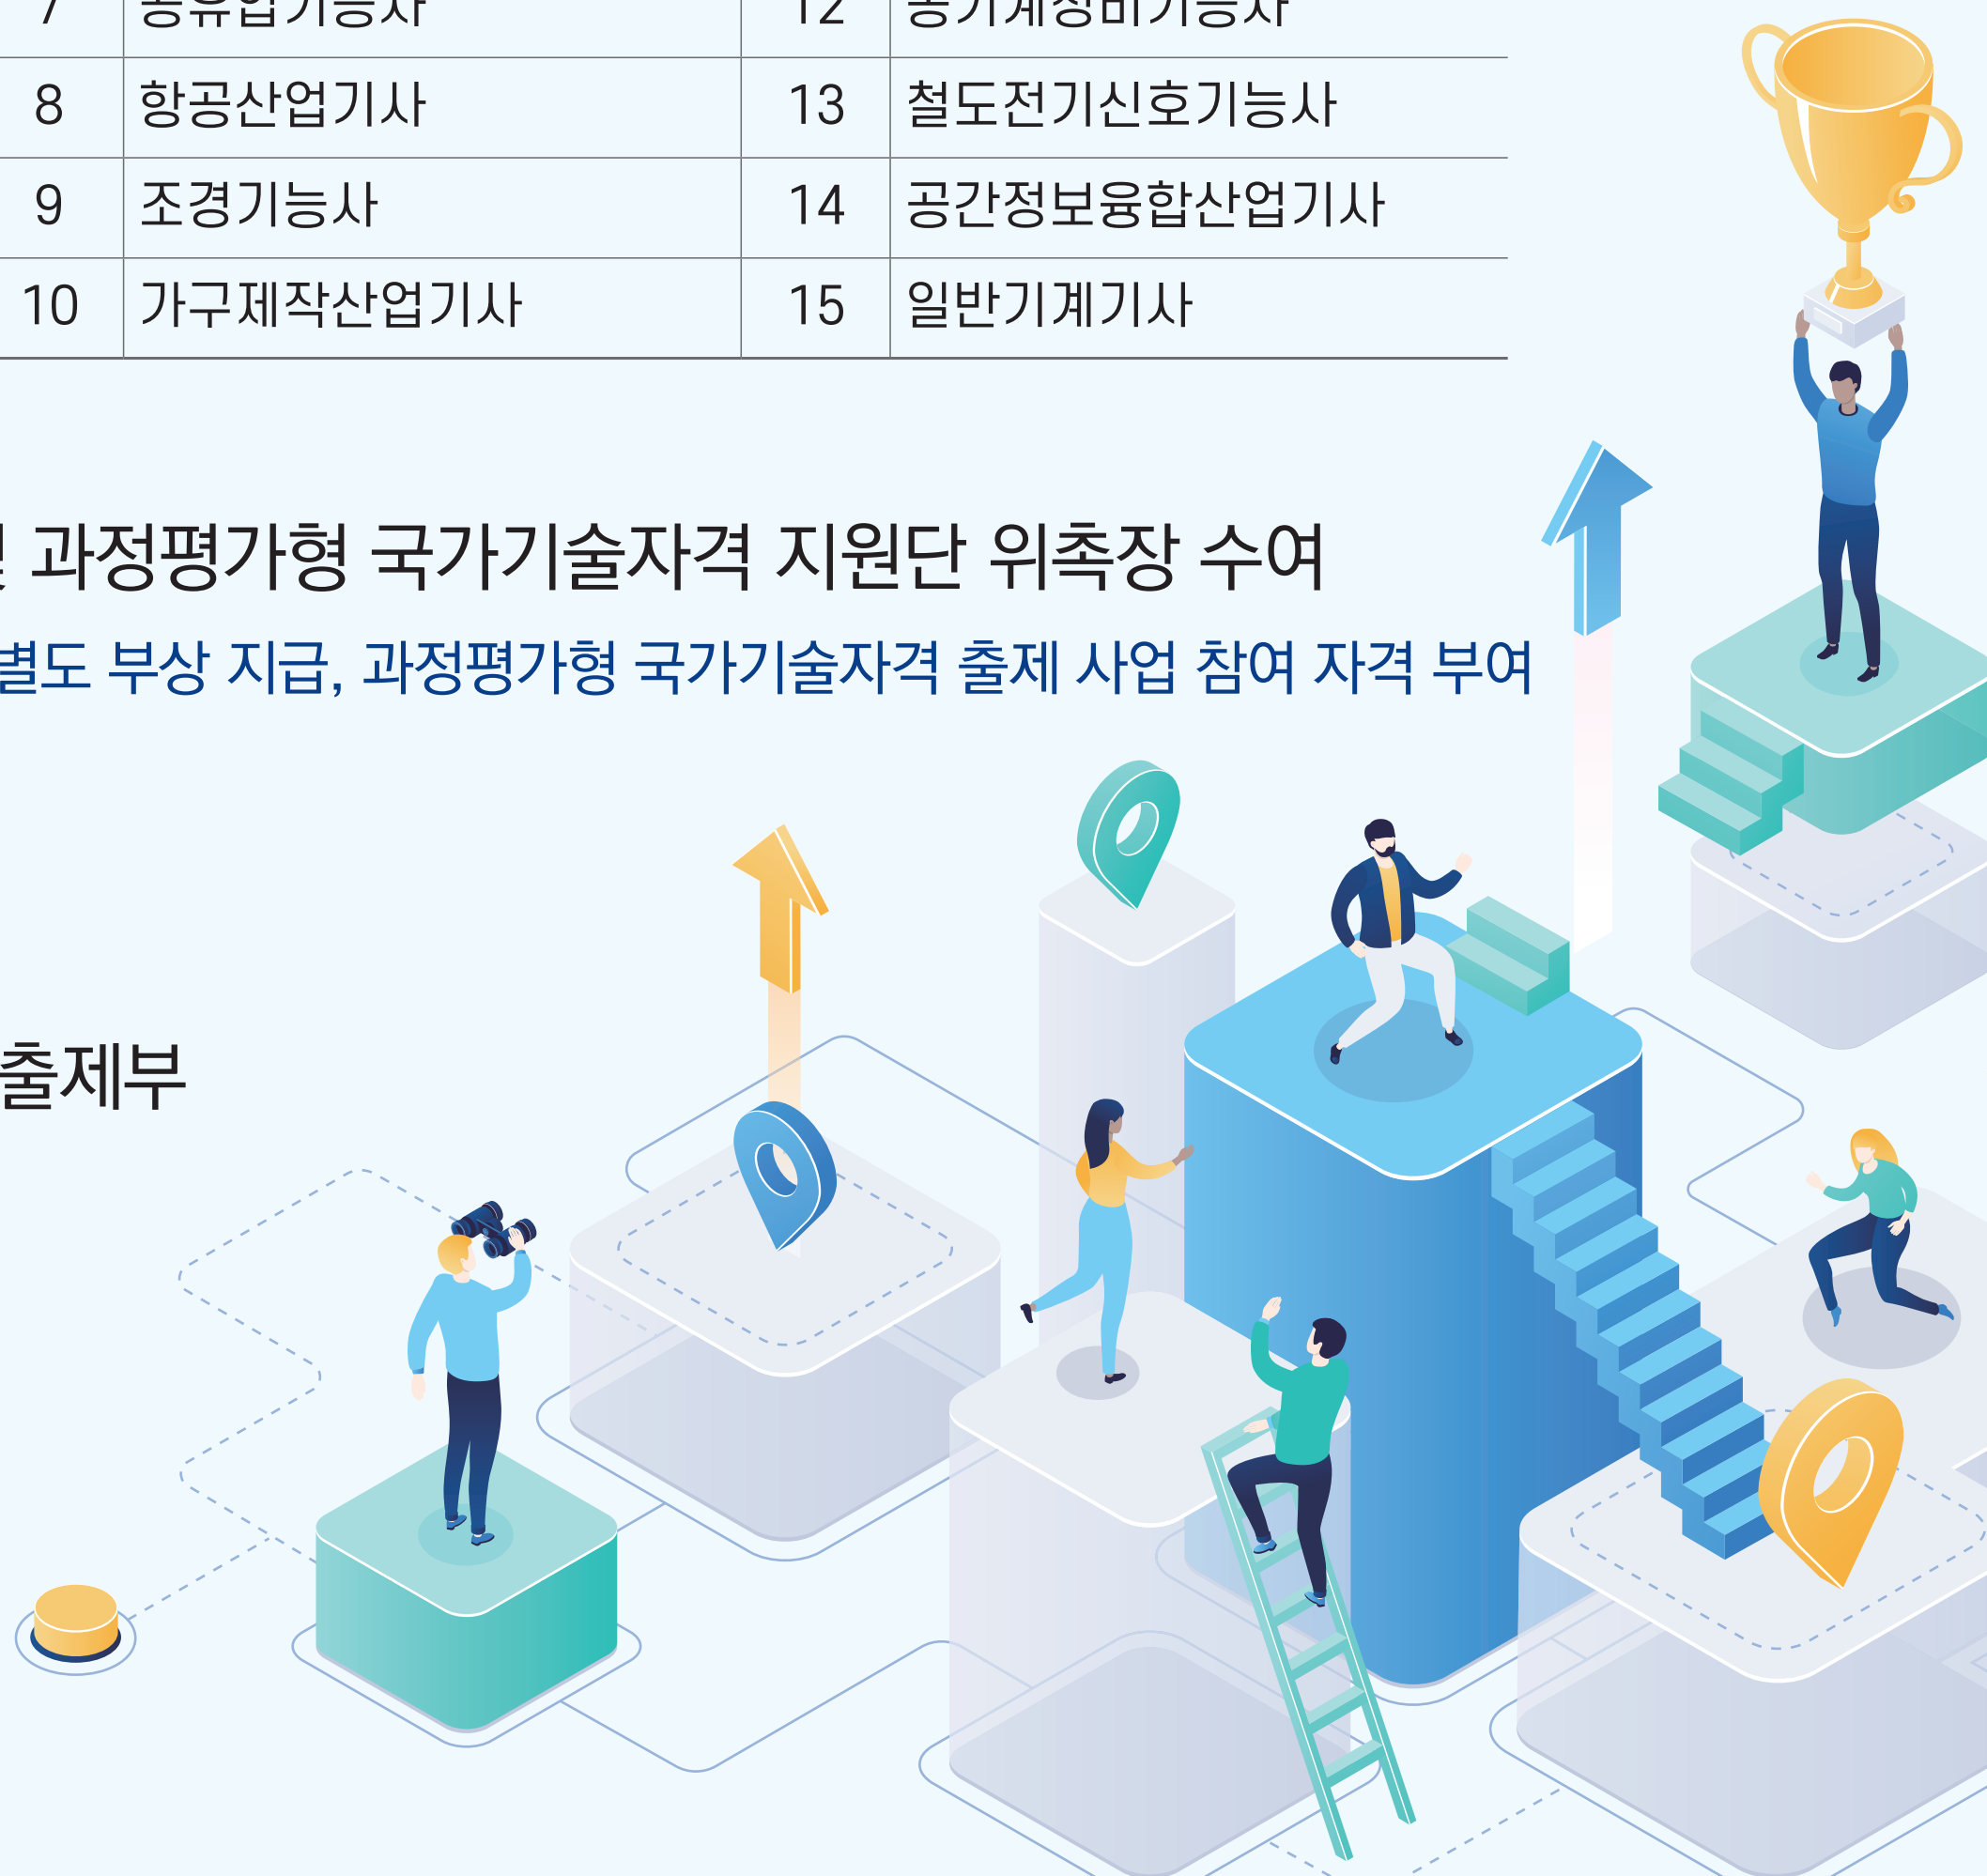 8 항공산업기사 13 철도전기신호기능사
9 조경기능사 14 공간정보융합산업기사
10 가구제작산업기사 15 일반기계기사
과정평가형 국가기술자격 지원단 위촉장 수여
별도 부상 지급, 과정평가형 국가기술자격 출제 사업 참여 자격 부여
출제부